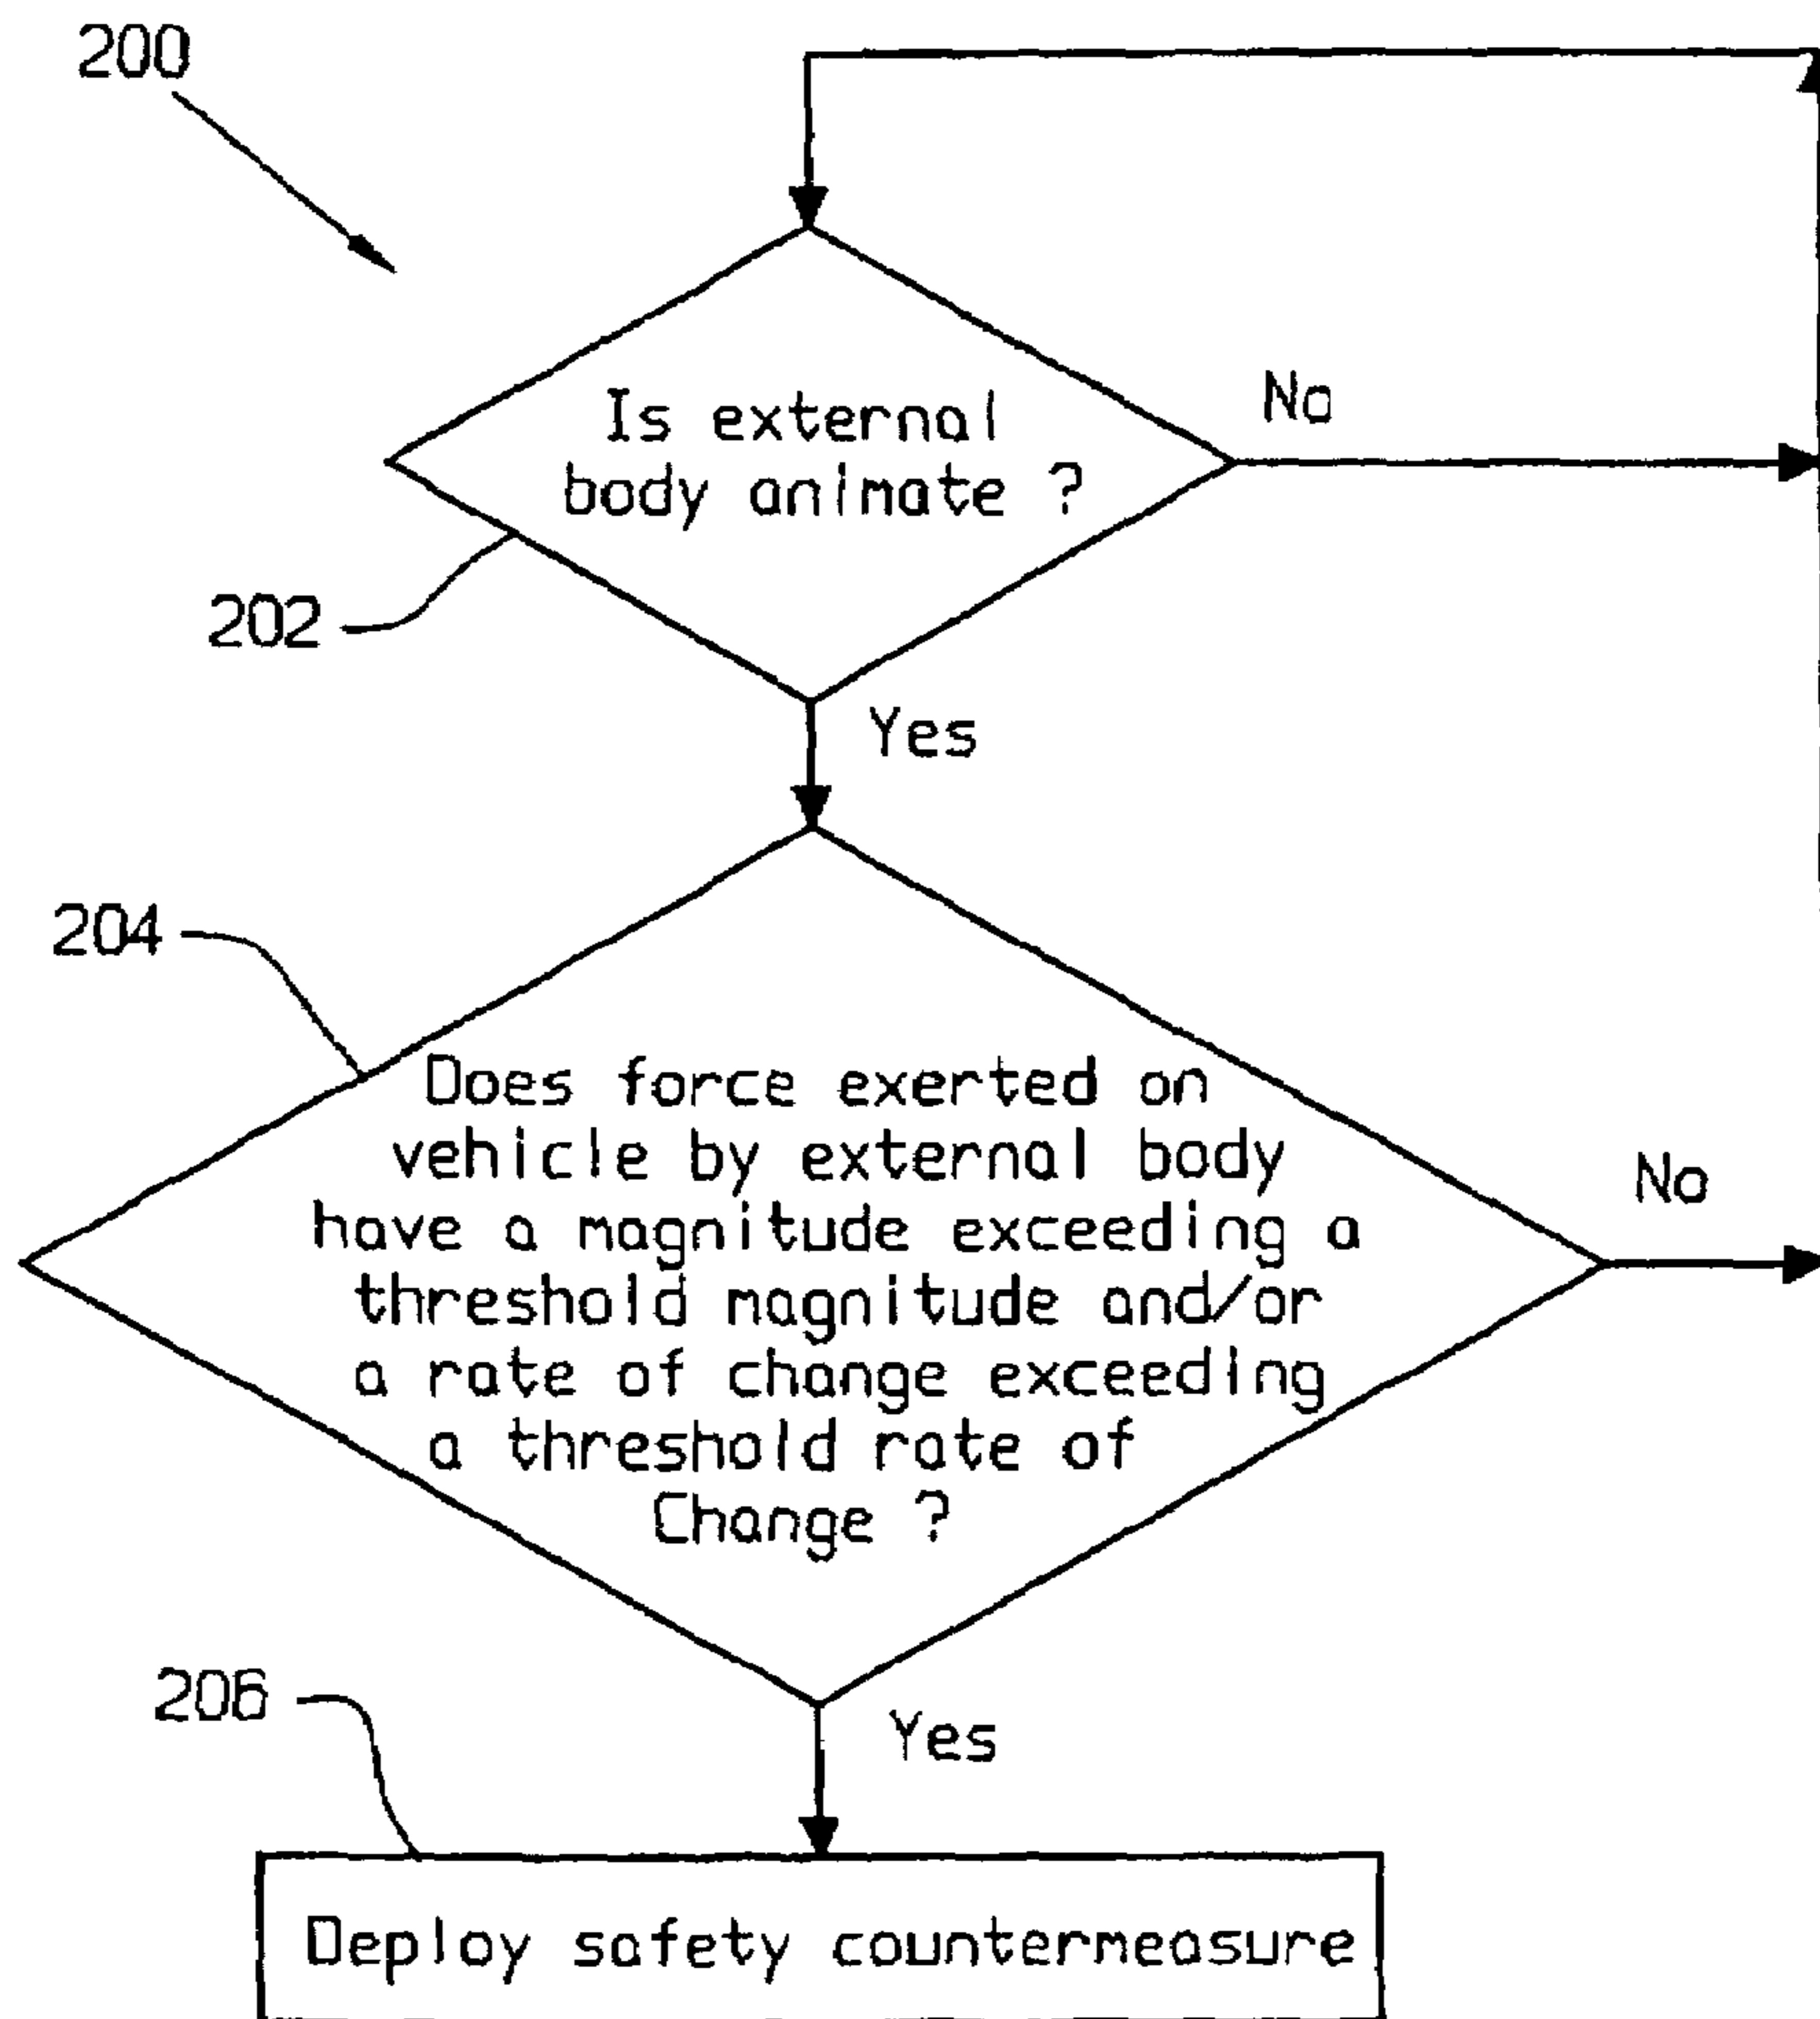 200
Is external
body animate ?
No
202
Yes
204
Does force exerted on
vehicle by external body
have a magnitude exceeding a
threshold magnitude and/or
a rate of change exceeding
a threshold rate of
Change ?
No
206
Yes
Deploy safety countermeasure